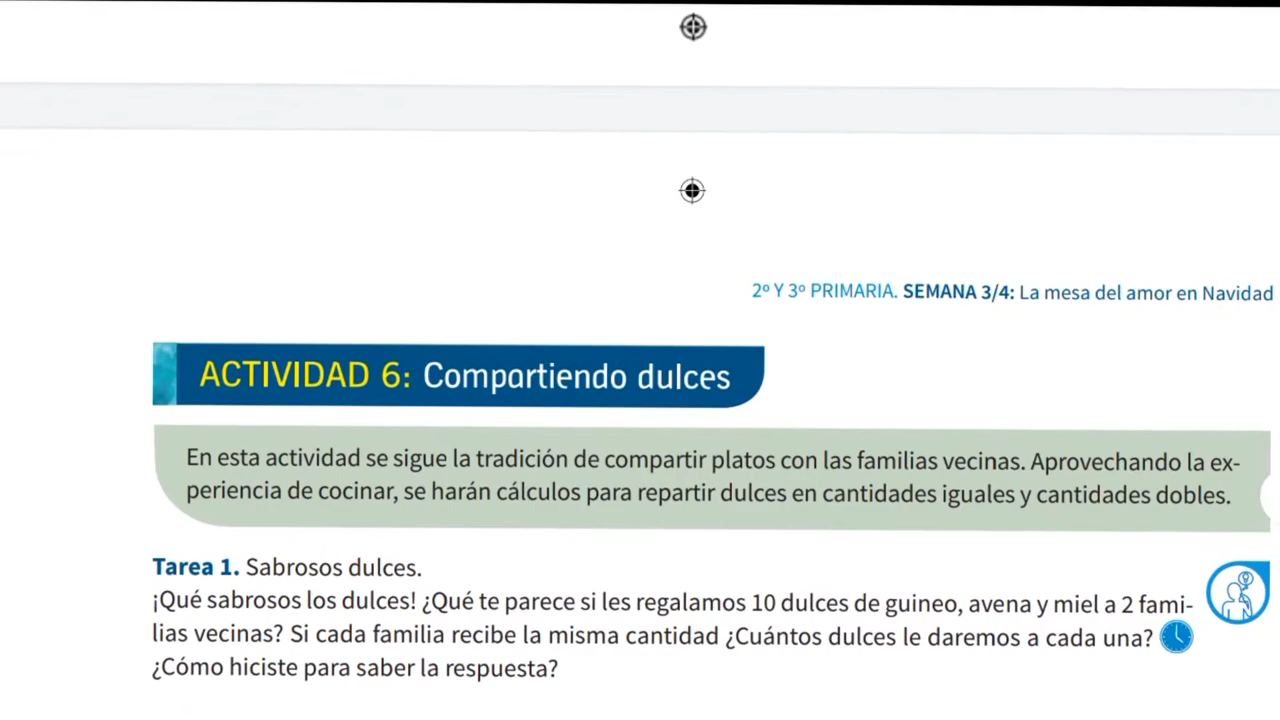 2º Y 3º PRIMARIA. SEMANA 3/4: La mesa del amor en Navidad
ACTIVIDAD 6: Compartiendo dulces
En esta actividad se sigue la tradición de compartir platos con las familias vecinas. Aprovechando la ex-
periencia de cocinar, se harán cálculos para repartir dulces en cantidades iguales y cantidades dobles.
Tarea 1. Sabrosos dulces.
¡Qué sabrosos los dulces! ¿Qué te parece si les regalamos 10 dulces de guineo, avena y miel a 2 fami-
lias vecinas? Si cada familia recibe la misma cantidad ¿Cuántos dulces le daremos a cada una?
¿Cómo hiciste para saber la respuesta?